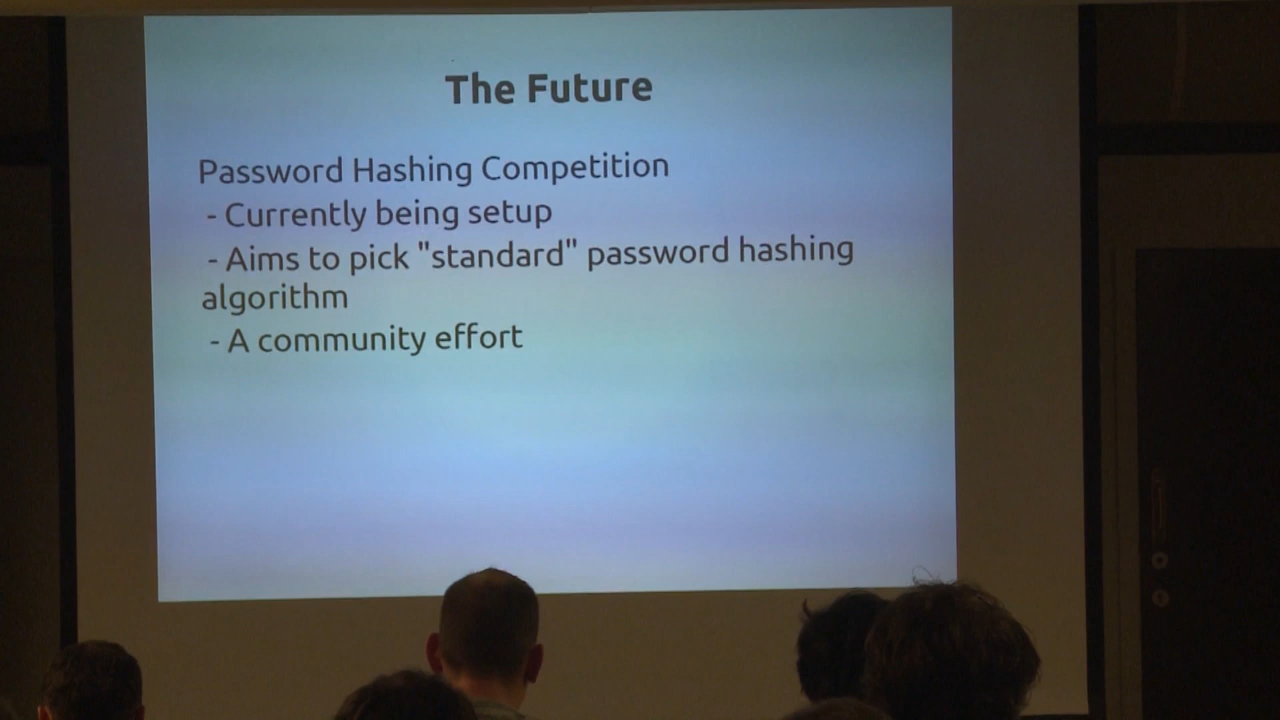 The Future
Password Hashing Competition
- Currently being setup
- Aims to pick "standard" password hashing
algorithm
- A community effort